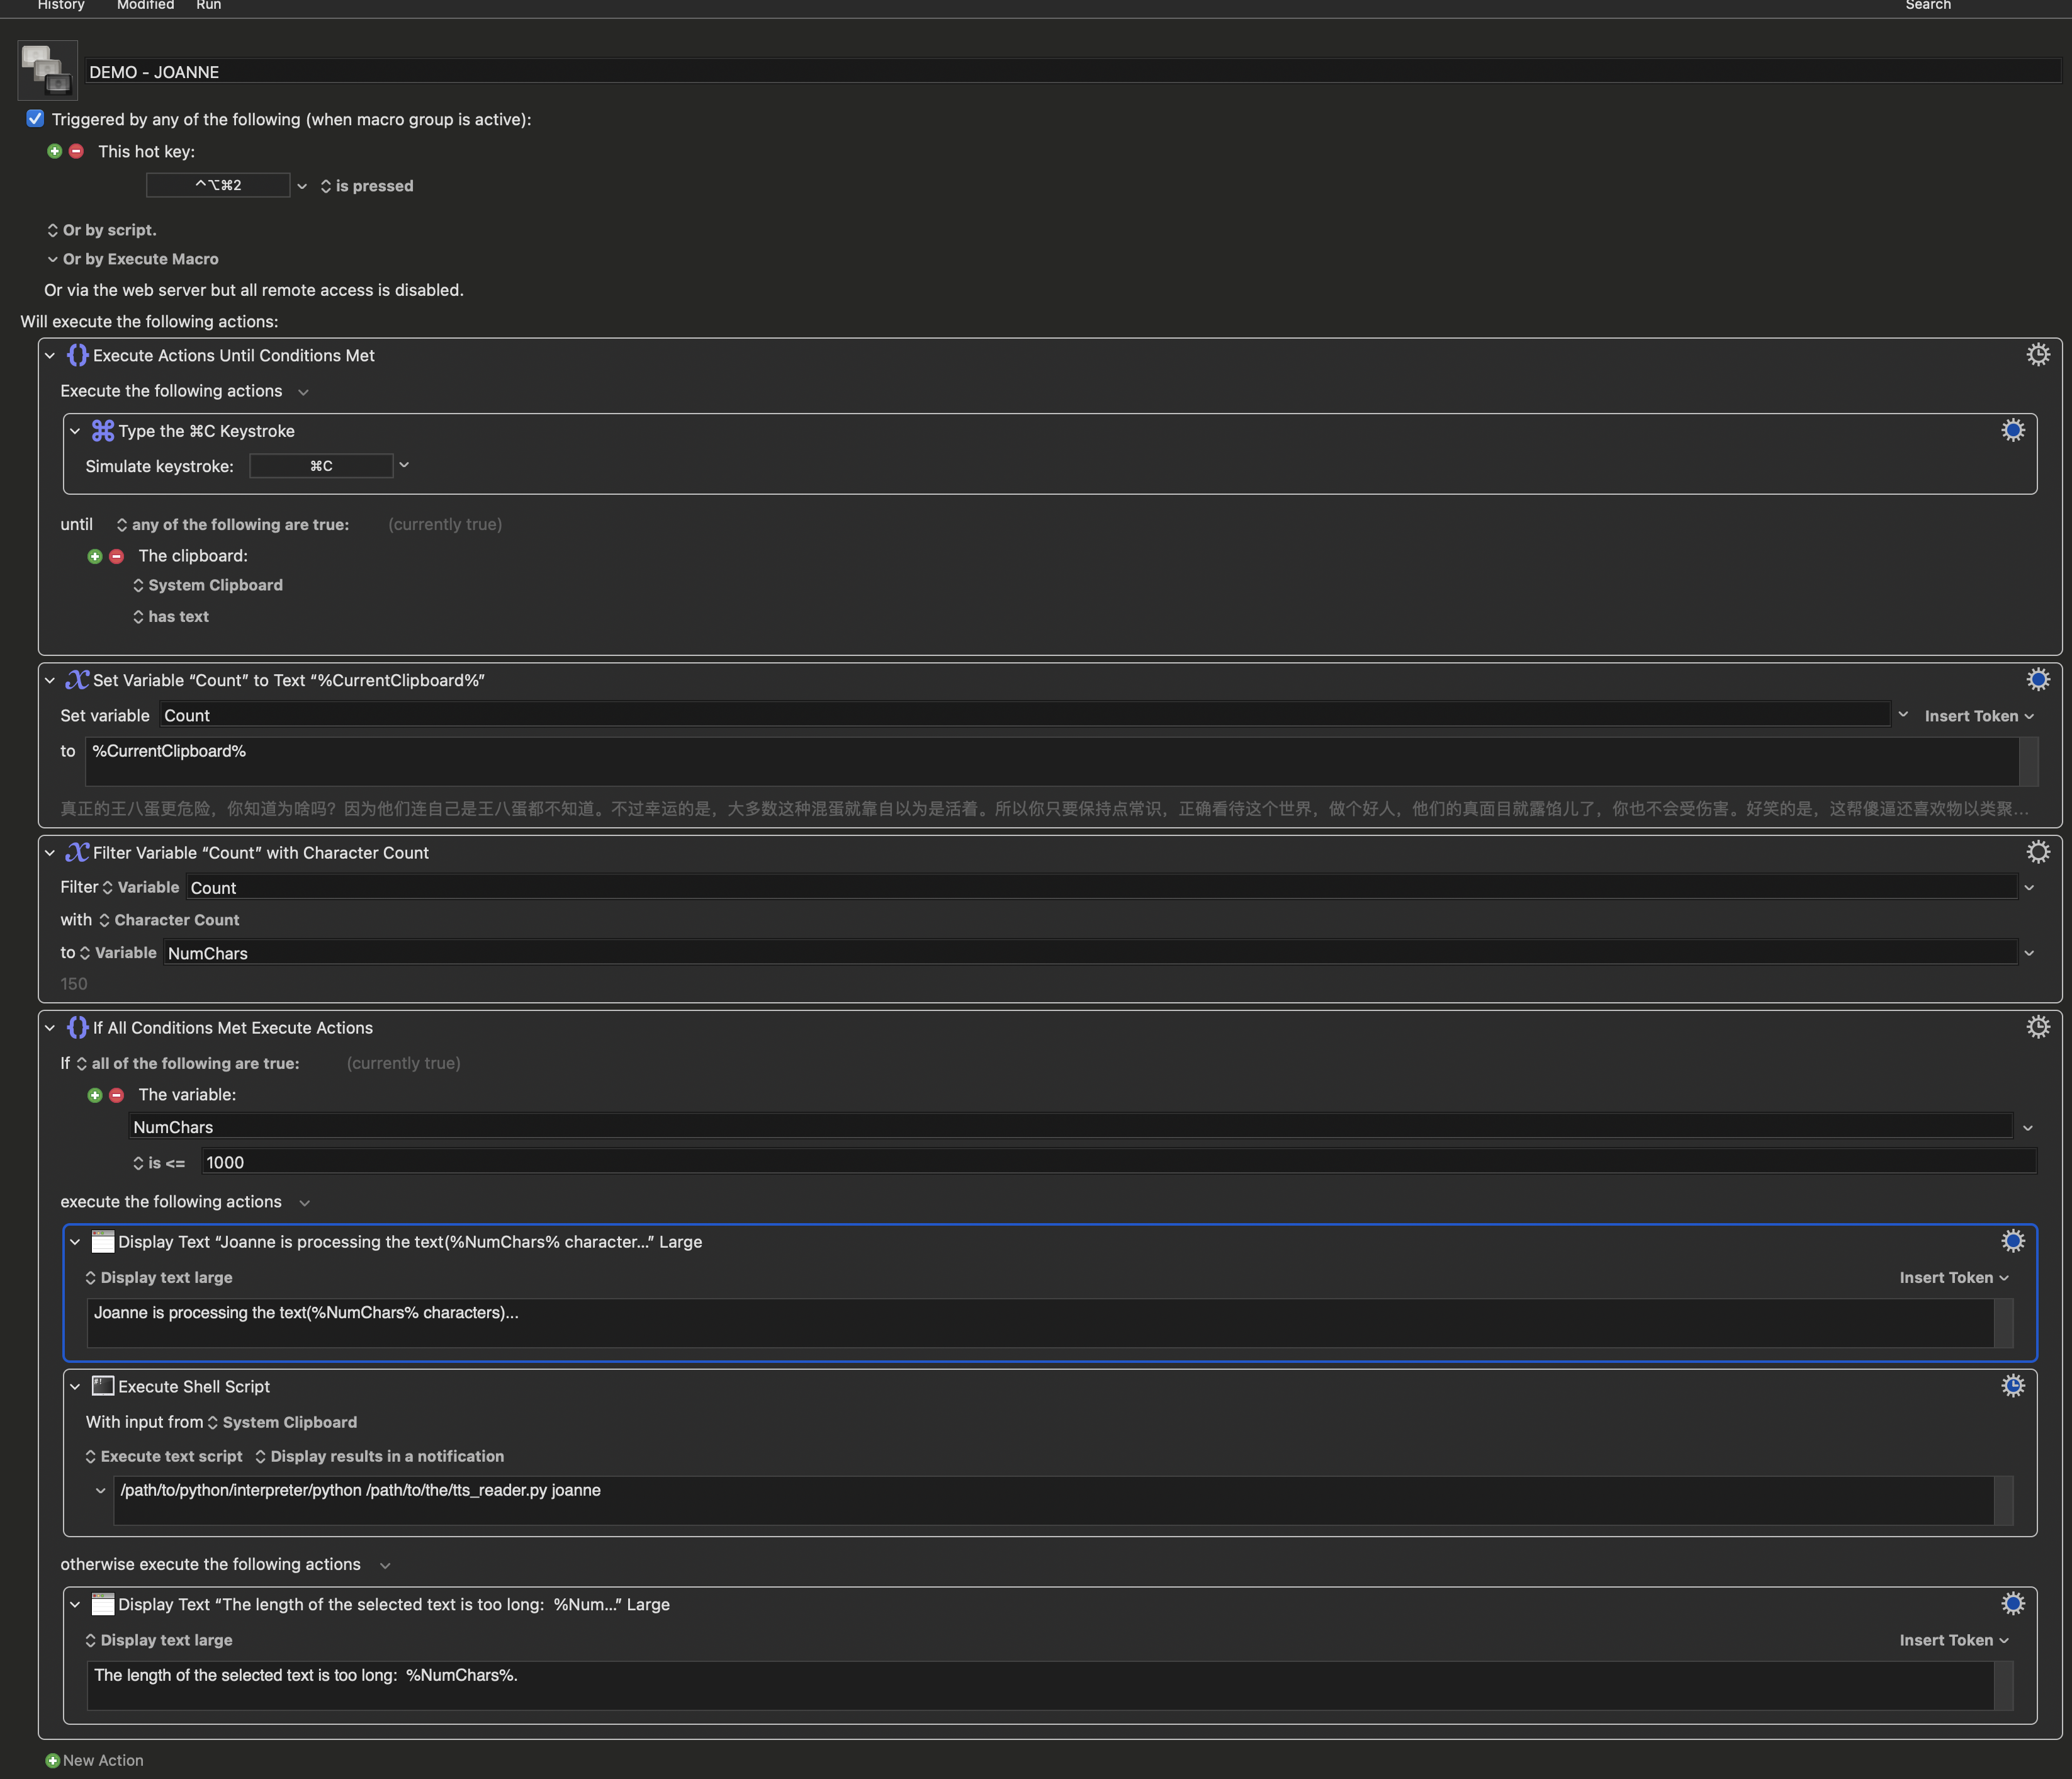 History Modified Run Search
DEMO - JOANNE
Triggered by any of the following (when macro group is active):
This hot key:
^⌥⌘2 is pressed
Or by script.
Or by Execute Macro
Or via the web server but all remote access is disabled.
Will execute the following actions:
Execute Actions Until Conditions Met
Execute the following actions
Type the ⌘C Keystroke
Simulate keystroke: ⌘C
until any of the following are true: (currently true)
The clipboard:
System Clipboard
has text
Set Variable “Count” to Text “%CurrentClipboard%”
Set variable Count Insert Token
to %CurrentClipboard%
真正的王八蛋更危险，你知道为啥吗？因为他们连自己是王八蛋都不知道。不过幸运的是，大多数这种混蛋就靠自以为是活着。所以你只要保持点常识，正确看待这个世界，做个好人，他们的真面目就露馅儿了，你也不会受伤害。好笑的是，这帮傻逼还喜欢物以类聚…
Filter Variable “Count” with Character Count
Filter Variable Count
with Character Count
to Variable NumChars
150
If All Conditions Met Execute Actions
If all of the following are true: (currently true)
The variable:
NumChars
is <= 1000
execute the following actions
Display Text “Joanne is processing the text(%NumChars% character…” Large
Display text large Insert Token
Joanne is processing the text(%NumChars% characters)...
Execute Shell Script
With input from System Clipboard
Execute text script Display results in a notification
/path/to/python/interpreter/python /path/to/the/tts_reader.py joanne
otherwise execute the following actions
Display Text “The length of the selected text is too long:  %Num…” Large
Display text large Insert Token
The length of the selected text is too long:  %NumChars%.
New Action